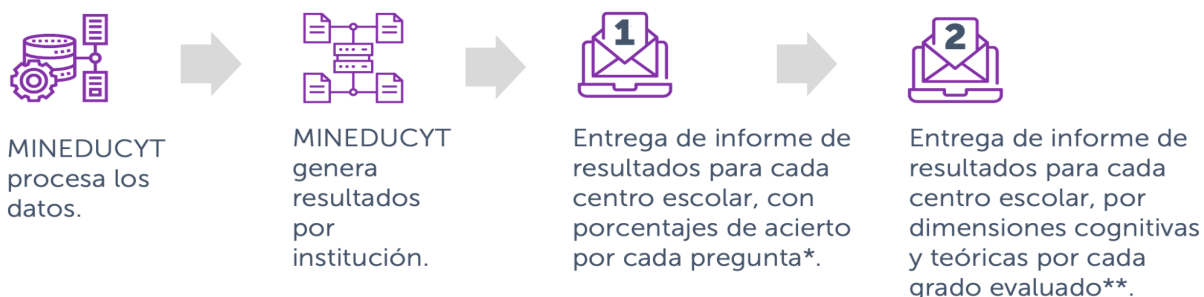 MINEDUCYT
procesa los
datos.
MINEDUCYT
genera
resultados
por
institución.
1
Entrega de informe de
resultados para cada
centro escolar, con
porcentajes de acierto
por cada pregunta*.
2
Entrega de informe de
resultados para cada
centro escolar, por
dimensiones cognitivas
y teóricas por cada
grado evaluado**.